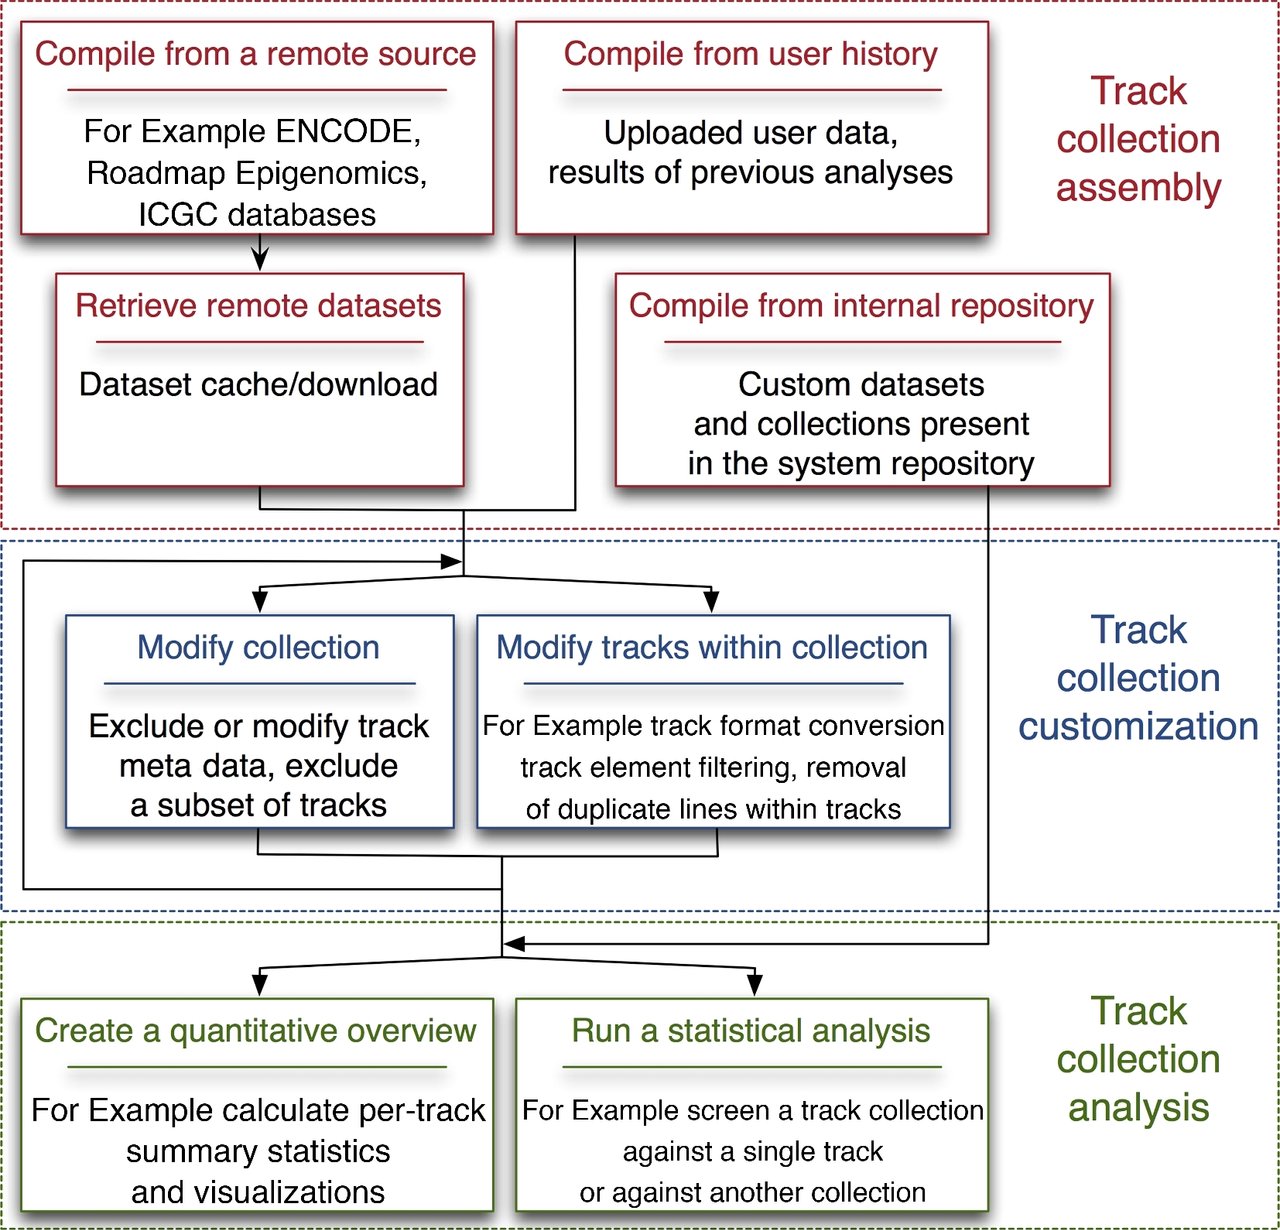 Compile from a remote source
For Example ENCODE,
Roadmap Epigenomics,
ICGC databases
Compile from user history
Uploaded user data,
results of previous analyses
Track
collection
assembly
Retrieve remote datasets
Dataset cache/download
Compile from internal repository
Custom datasets
and collections present
in the system repository
Modify collection
Exclude or modify track
meta data, exclude
a subset of tracks
Modify tracks within collection
For Example track format conversion
track element filtering, removal
of duplicate lines within tracks
Track
collection
customization
Create a quantitative overview
For Example calculate per-track
summary statistics
and visualizations
Run a statistical analysis
For Example screen a track collection
against a single track
or against another collection
Track
collection
analysis